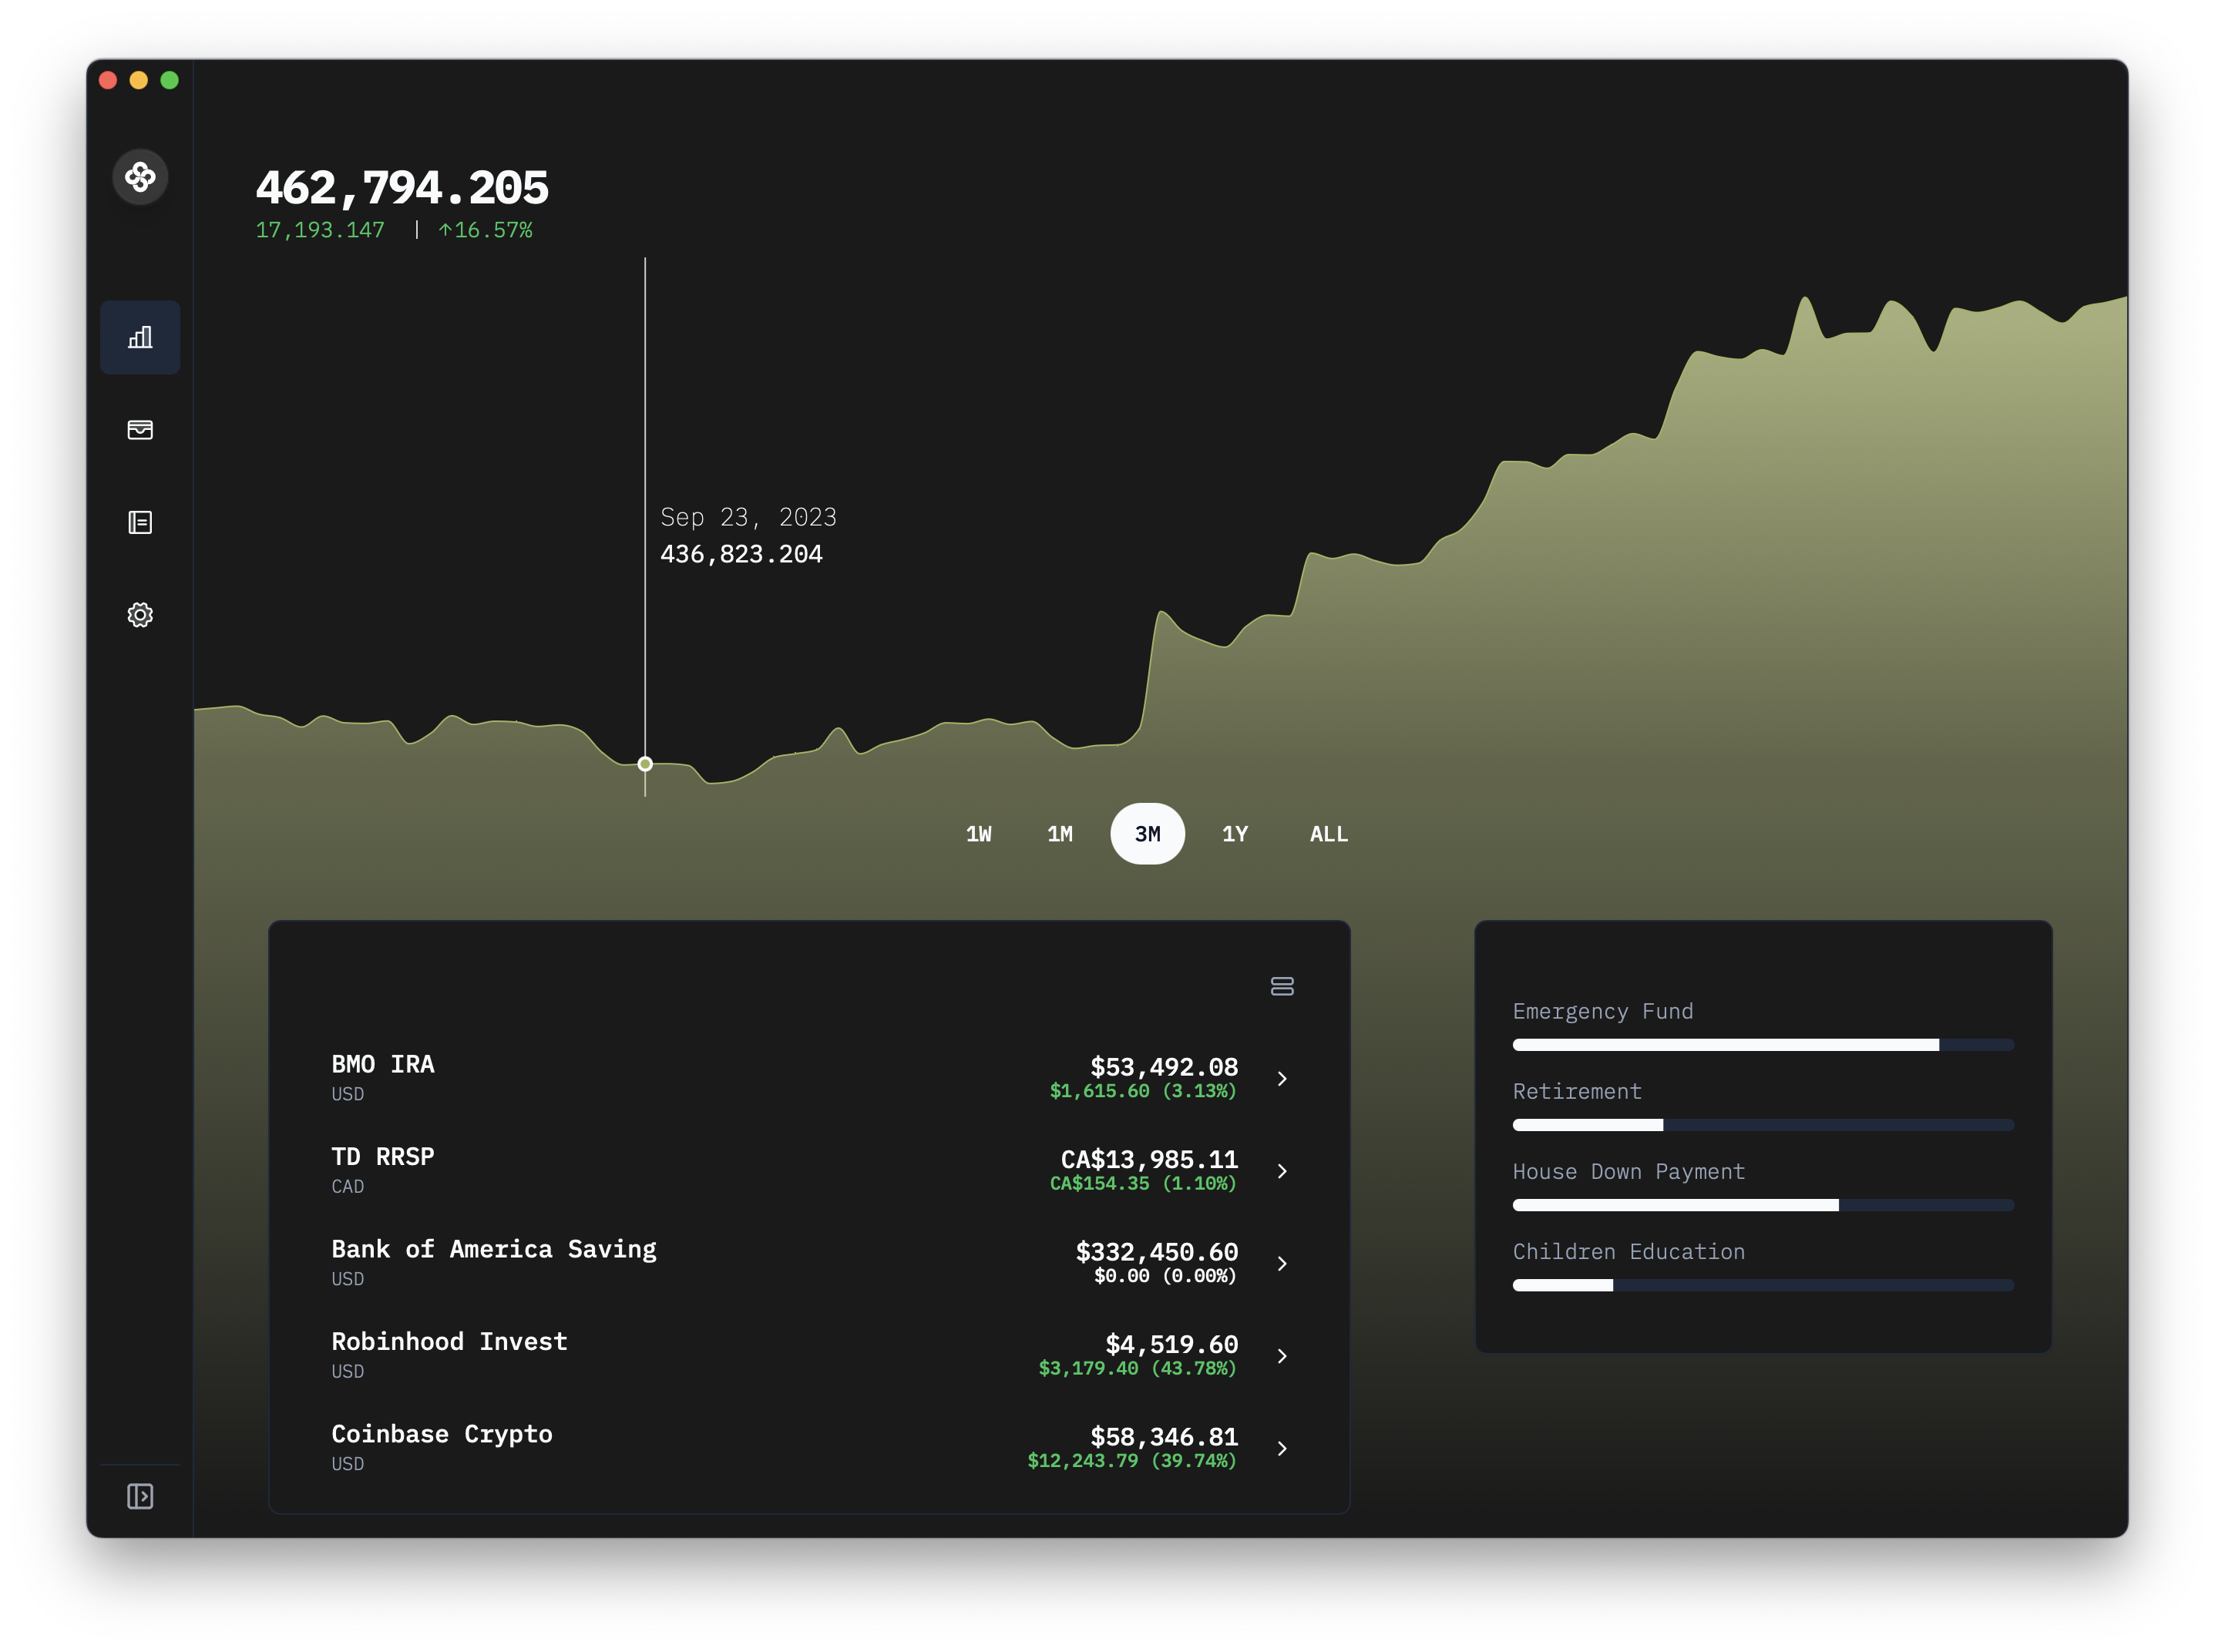 462,794.205
17,193.147 | ↑16.57%
Sep 23, 2023
436,823.204
1W 1M 3M 1Y ALL
BMO IRA
USD
$53,492.08
$1,615.60 (3.13%)
TD RRSP
CAD
CA$13,985.11
CA$154.35 (1.10%)
Bank of America Saving
USD
$332,450.60
$0.00 (0.00%)
Robinhood Invest
USD
$4,519.60
$3,179.40 (43.78%)
Coinbase Crypto
USD
$58,346.81
$12,243.79 (39.74%)
Emergency Fund
Retirement
House Down Payment
Children Education